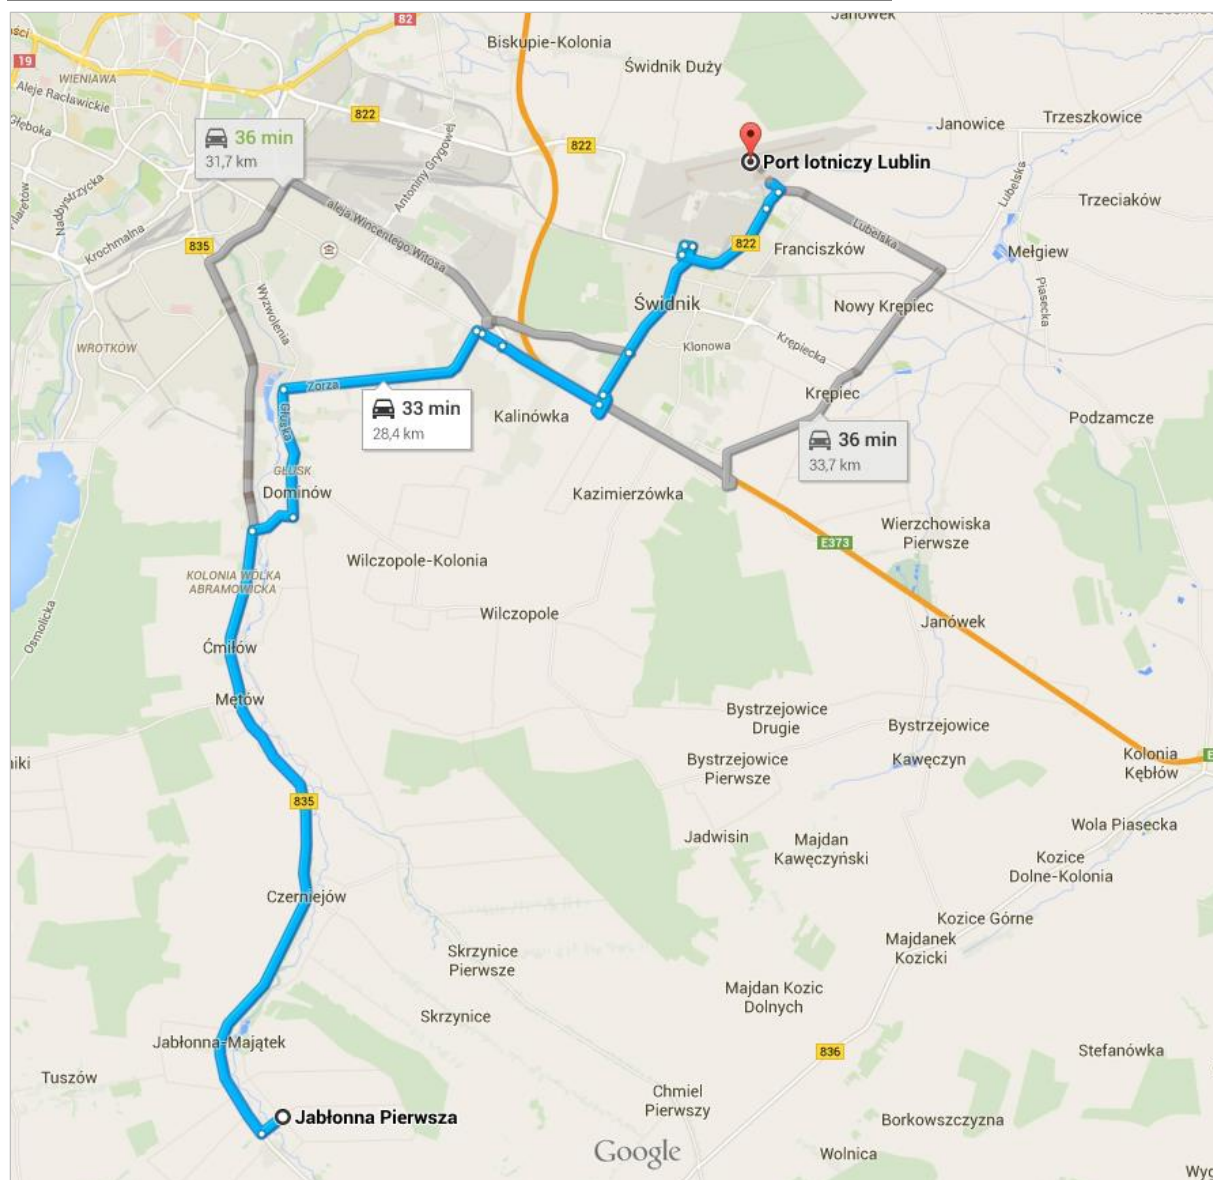 82
Janówek
Biskupie-Kolonia
19
WIENIAWA
Świdnik Duży
Aleje Racławickie
822
Trzeszkowice
Głęboka
36 min
31,7 km
Antoniny Grygowej
822
Janowice
Port lotniczy Lublin
Nadbystrzycka
Lubelska
Trzeciaków
aleja Wincentego Witosa
Krochmalna
835
Lubelska
822
Franciszków
Mełgiew
Piasecka
Wyzwolenia
Świdnik
Nowy Krępiec
WROTKÓW
Klonowa
Krępiecka
Zorza
Krępiec
33 min
28,4 km
Głuska
Kalinówka
Podzamcze
36 min
33,7 km
GŁUSK
Dominów
Kazimierzówka
Wierzchowiska
Pierwsze
E373
Wilczopole-Kolonia
KOLONIA WÓLKA
ABRAMOWICKA
Osmolicka
Wilczopole
Janówek
Ćmiłów
Mętów
Bystrzejowice
Drugie
Bystrzejowice
Bystrzejowice
Pierwsze
Kawęczyn
Kolonia
Kębłów
835
Jadwisin
Majdan
Kawęczyński
Wola Piasecka
Kozice
Dolne-Kolonia
Czerniejów
Kozice Górne
Majdanek
Kozicki
Skrzynice
Pierwsze
Majdan Kozic
Dolnych
Skrzynice
Jabłonna-Majątek
836
Stefanówka
Tuszów
Chmiel
Pierwszy
Jabłonna Pierwsza
Borkowszczyzna
Google
Wolnica